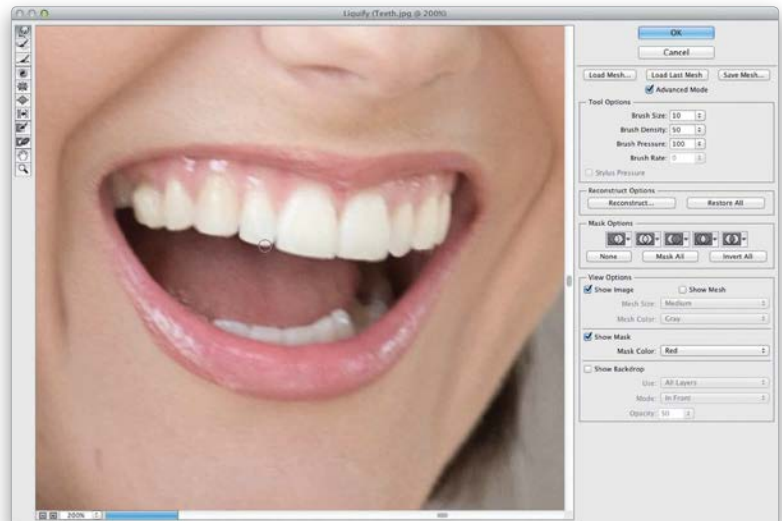 Liquify (Teeth.jpg @ 200%)
OK
Cancel
Load Mesh... Load Last Mesh Save Mesh...
Advanced Mode
Tool Options
Brush Size: 10
Brush Density: 50
Brush Pressure: 100
Brush Rate: 0
Stylus Pressure
Reconstruct Options
Reconstruct... Restore All
Mask Options
None Mask All Invert All
View Options
Show Image Show Mesh
Mesh Size: Medium
Mesh Color: Gray
Show Mask
Mask Color: Red
Show Backdrop
Use: All Layers
Mode: In Front
Opacity: 50
200%